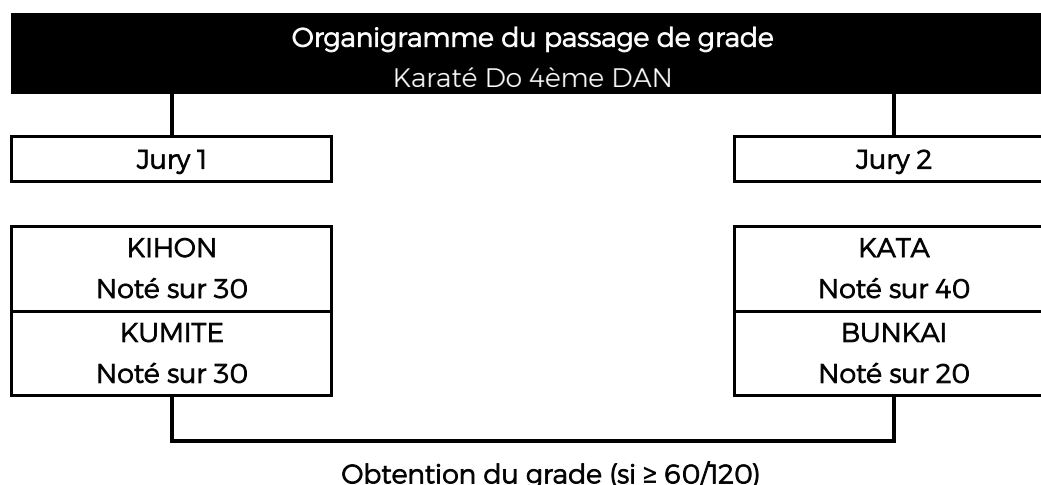 Organigramme du passage de grade
Karaté Do 4ème DAN
Jury 1
Jury 2
KIHON
Noté sur 30
KUMITE
Noté sur 30
KATA
Noté sur 40
BUNKAI
Noté sur 20
Obtention du grade (si ≥ 60/120)